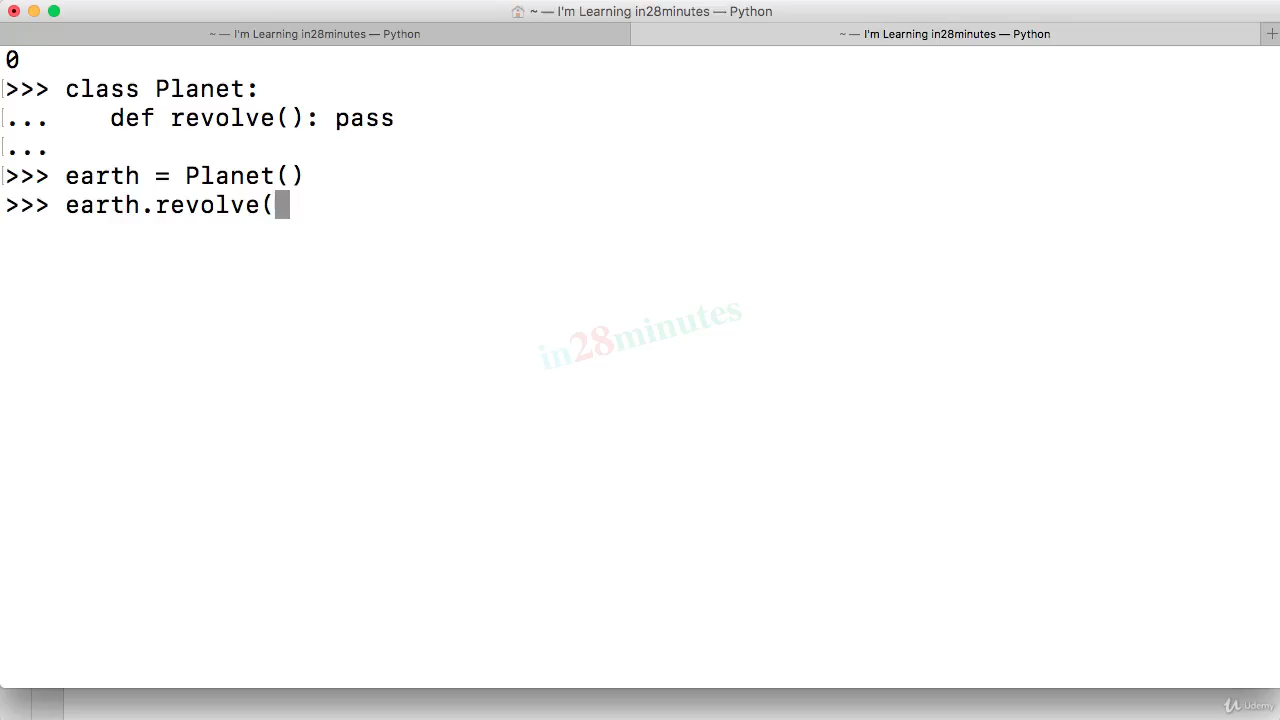 ~ — I'm Learning in28minutes — Python
~ — I'm Learning in28minutes — Python
~ — I'm Learning in28minutes — Python
0
>>> class Planet:
...    def revolve(): pass
...
>>> earth = Planet()
>>> earth.revolve(
in28minutes
Udemy